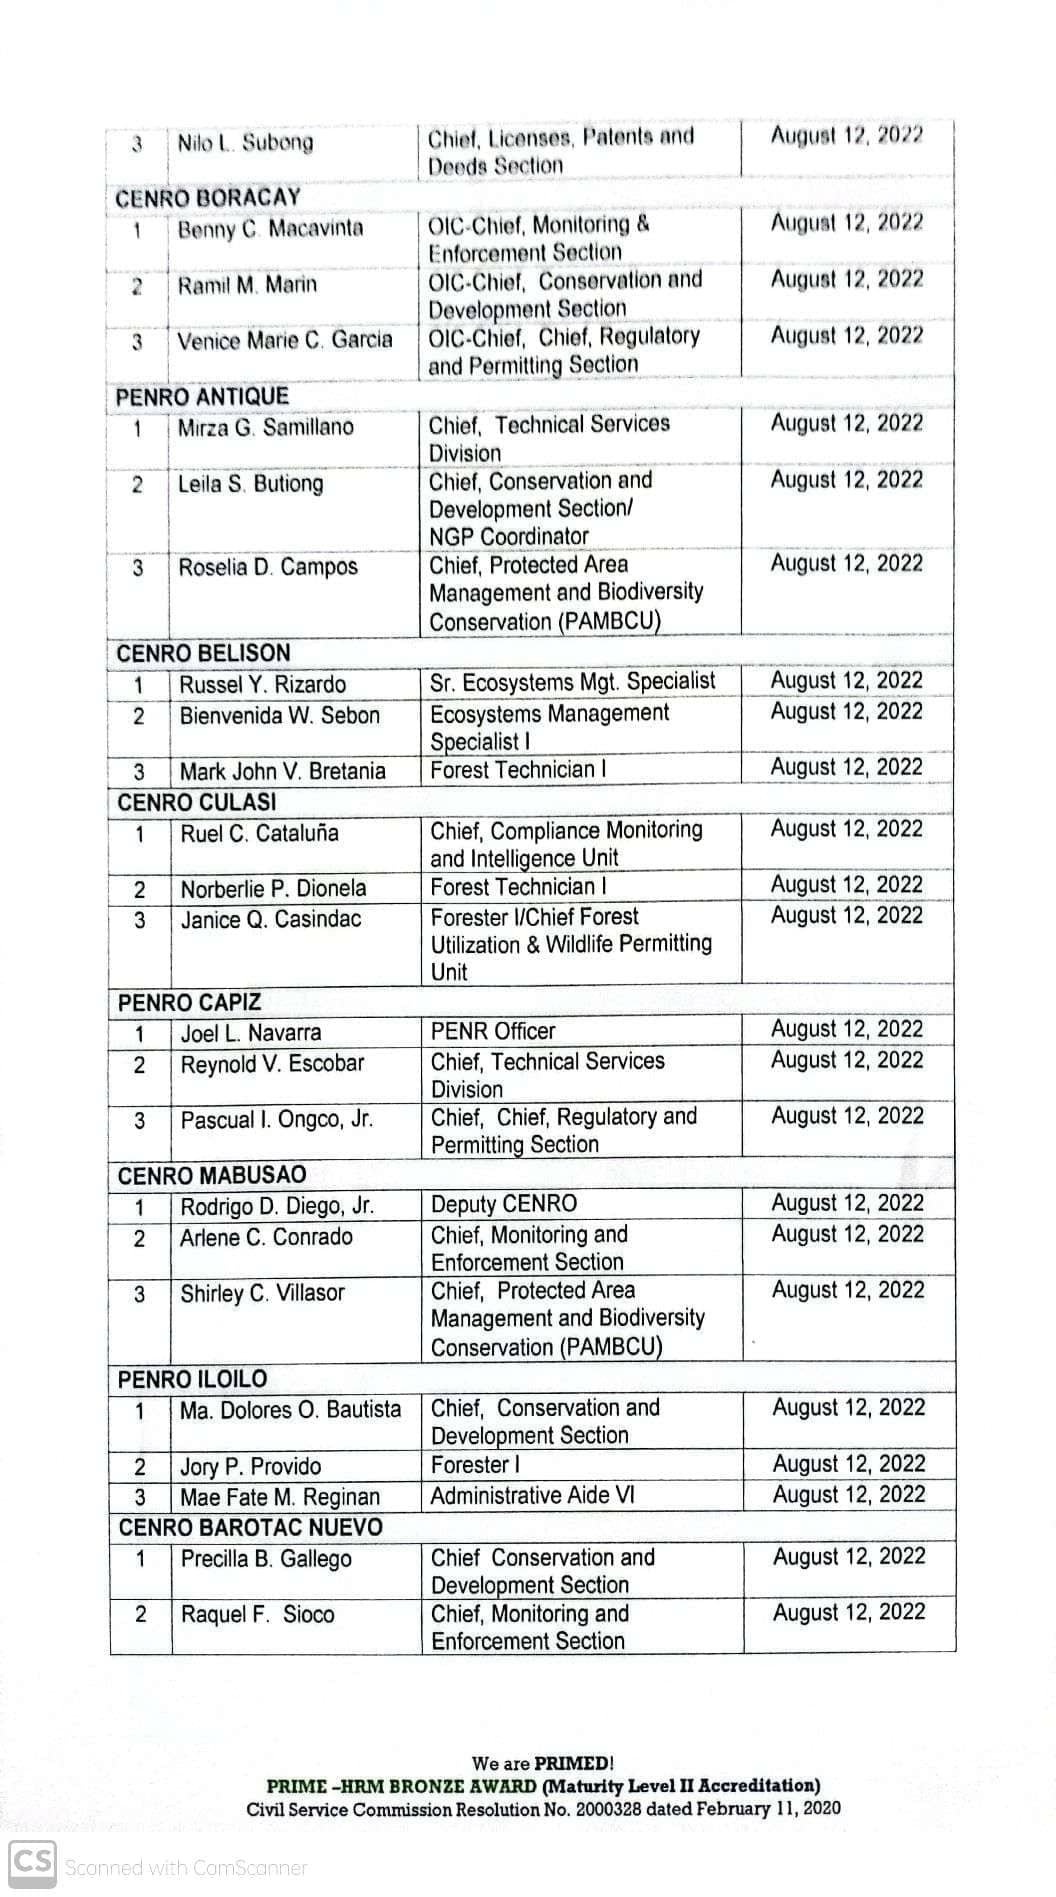 3 Nilo L. Subong Chief, Licenses, Patents and August 12, 2022
Deeds Section
CENRO BORACAY
1 Benny C. Macavinta OIC-Chief, Monitoring & August 12, 2022
Enforcement Section
2 Ramil M. Marin OIC-Chief, Conservation and August 12, 2022
Development Section
3 Venice Marie C. Garcia OIC-Chief, Chief, Regulatory August 12, 2022
and Permitting Section
PENRO ANTIQUE
1 Mirza G. Samillano Chief, Technical Services August 12, 2022
Division
2 Leila S. Butiong Chief, Conservation and August 12, 2022
Development Section/
NGP Coordinator
3 Roselia D. Campos Chief, Protected Area August 12, 2022
Management and Biodiversity
Conservation (PAMBCU)
CENRO BELISON
1 Russel Y. Rizardo Sr. Ecosystems Mgt. Specialist August 12, 2022
2 Bienvenida W. Sebon Ecosystems Management August 12, 2022
Specialist I
3 Mark John V. Bretania Forest Technician I August 12, 2022
CENRO CULASI
1 Ruel C. Cataluña Chief, Compliance Monitoring August 12, 2022
and Intelligence Unit
2 Norberlie P. Dionela Forest Technician I August 12, 2022
3 Janice Q. Casindac Forester I/Chief Forest August 12, 2022
Utilization & Wildlife Permitting
Unit
PENRO CAPIZ
1 Joel L. Navarra PENR Officer August 12, 2022
2 Reynold V. Escobar Chief, Technical Services August 12, 2022
Division
3 Pascual I. Ongco, Jr. Chief, Chief, Regulatory and August 12, 2022
Permitting Section
CENRO MABUSAO
1 Rodrigo D. Diego, Jr. Deputy CENRO August 12, 2022
2 Arlene C. Conrado Chief, Monitoring and August 12, 2022
Enforcement Section
3 Shirley C. Villasor Chief, Protected Area August 12, 2022
Management and Biodiversity
Conservation (PAMBCU)
PENRO ILOILO
1 Ma. Dolores O. Bautista Chief, Conservation and August 12, 2022
Development Section
2 Jory P. Provido Forester I August 12, 2022
3 Mae Fate M. Reginan Administrative Aide VI August 12, 2022
CENRO BAROTAC NUEVO
1 Precilla B. Gallego Chief Conservation and August 12, 2022
Development Section
2 Raquel F. Sioco Chief, Monitoring and August 12, 2022
Enforcement Section
We are PRIMED!
PRIME –HRM BRONZE AWARD (Maturity Level II Accreditation)
Civil Service Commission Resolution No. 2000328 dated February 11, 2020
CS Scanned with CamScanner